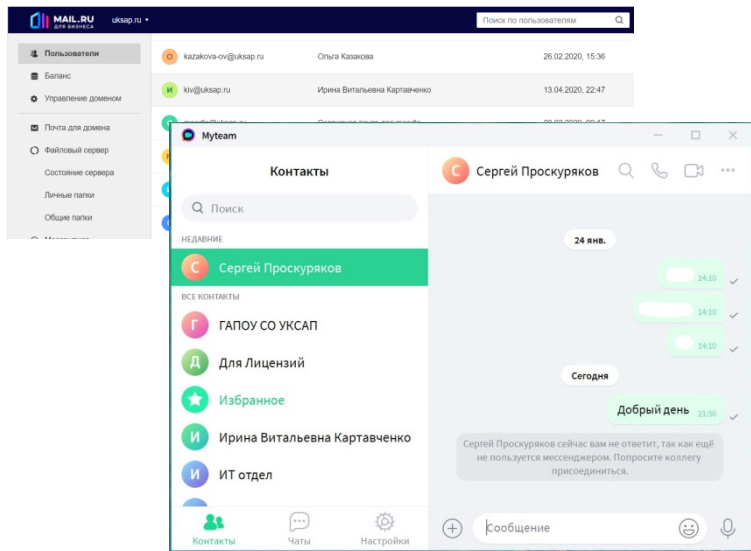 MAIL.RU
ДЛЯ БИЗНЕСА
uksap.ru
Поиск по пользователям
Пользователи
Баланс
Управление доменом
Почта для домена
Файловый сервер
Состояние сервера
Личные папки
Общие папки
О kazakova-ov@uksap.ru Ольга Казакова 26.02.2020, 15:36
И kiv@uksap.ru Ирина Витальевна Картавченко 13.04.2020, 22:47
Myteam
Контакты
Поиск
НЕДАВНИЕ
С Сергей Проскуряков
ВСЕ КОНТАКТЫ
Г ГАПОУ СО УКСАП
Д Для Лицензий
Избранное
И Ирина Витальевна Картавченко
И ИТ отдел
Контакты Чаты Настройки
С Сергей Проскуряков
24 янв.
14:10
14:10
14:10
Сегодня
Добрый день 21:56
Сергей Проскуряков сейчас вам не ответит, так как ещё
не пользуется мессенджером. Попросите коллегу
присоединиться.
Сообщение